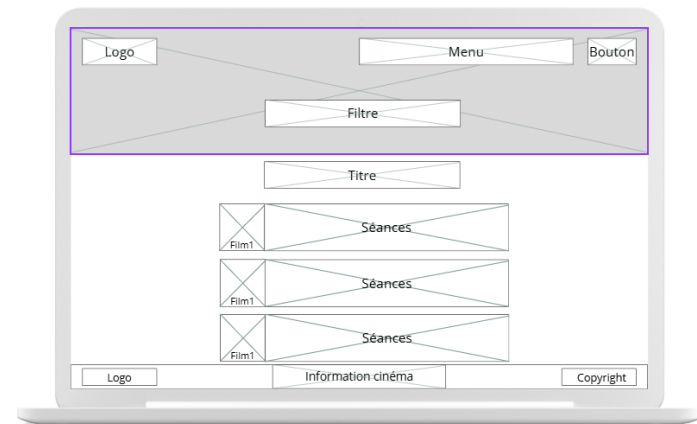 Logo
Menu
Bouton
Filtre
Titre
Séances
Film1
Séances
Film1
Séances
Film1
Logo
Information cinéma
Copyright